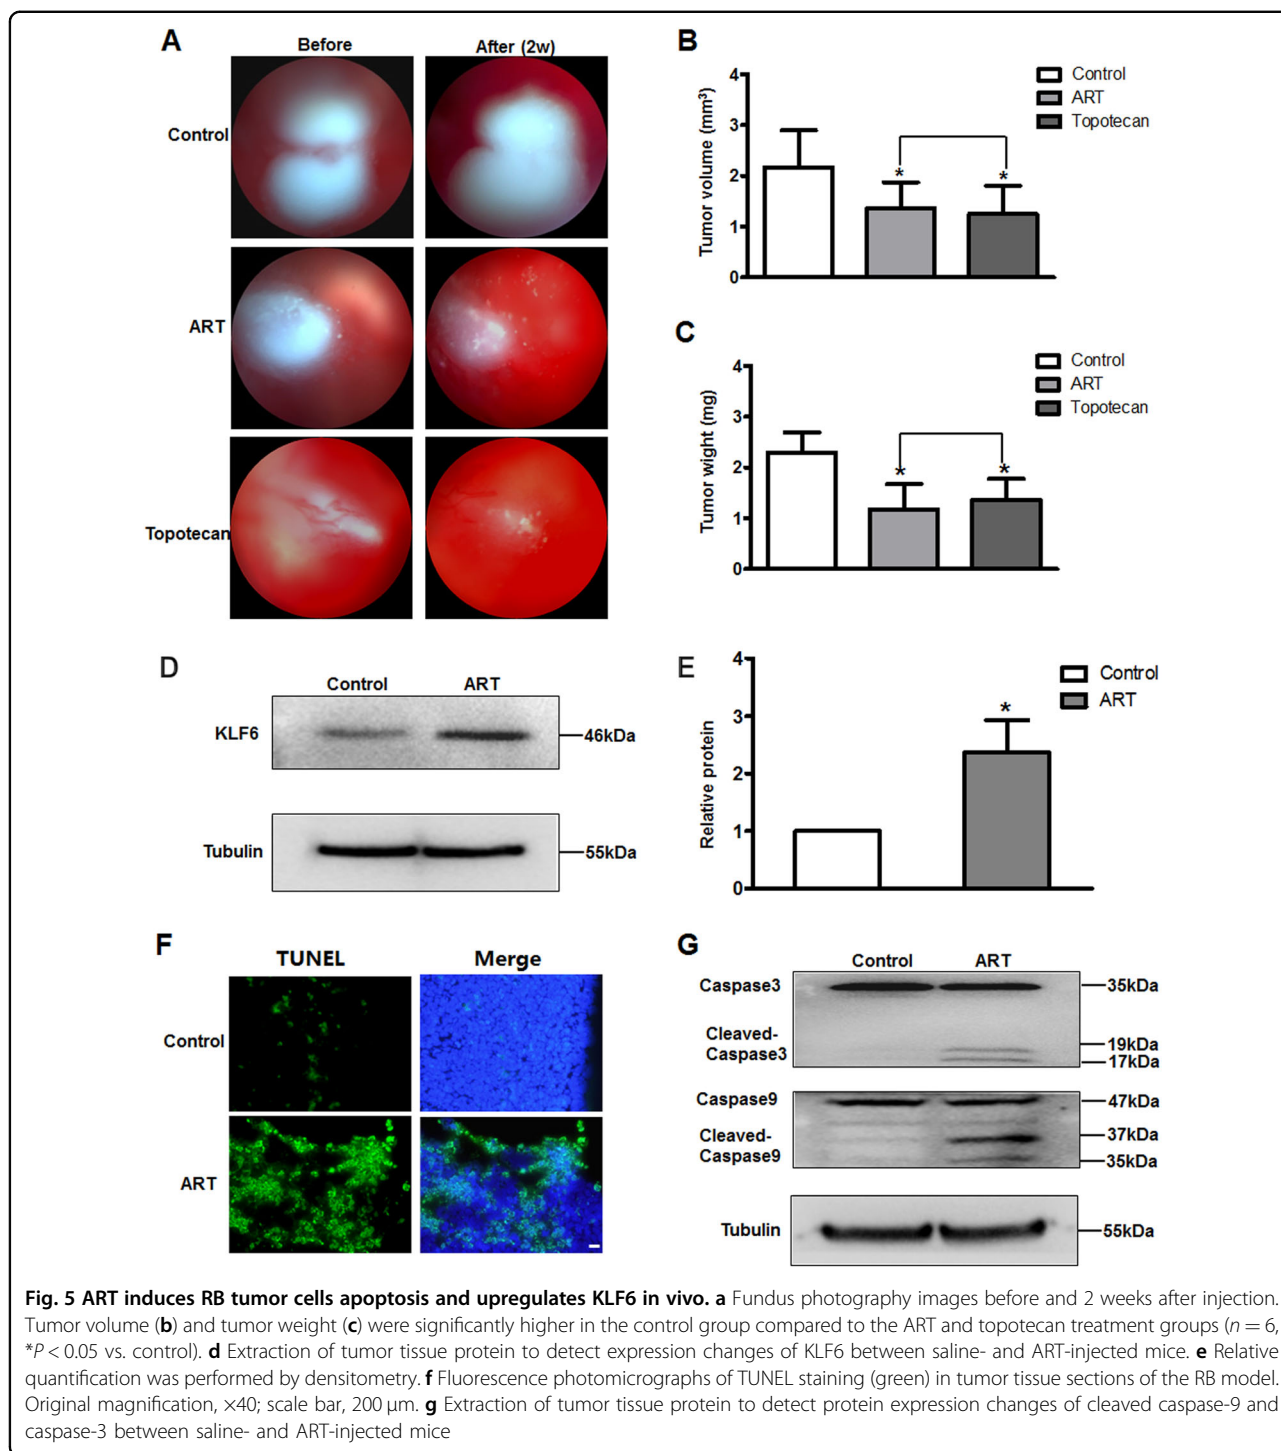 A
Before
After (2w)
Control
ART
Topotecan
B
Tumor volume (mm³)
4
3
2
1
0
* *
Control
ART
Topotecan
C
Tumor wight (mg)
4
3
2
1
0
* *
Control
ART
Topotecan
D
Control ART
KLF6 46kDa
Tubulin 55kDa
E
Relative protein
4
3
2
1
0
*
Control
ART
F
TUNEL Merge
Control
ART
G
Control ART
Caspase3 35kDa
Cleaved-
Caspase3
19kDa
17kDa
Caspase9 47kDa
Cleaved-
Caspase9
37kDa
35kDa
Tubulin 55kDa
Fig. 5 ART induces RB tumor cells apoptosis and upregulates KLF6 in vivo. a Fundus photography images before and 2 weeks after injection.
Tumor volume (b) and tumor weight (c) were significantly higher in the control group compared to the ART and topotecan treatment groups (n = 6,
*P < 0.05 vs. control). d Extraction of tumor tissue protein to detect expression changes of KLF6 between saline- and ART-injected mice. e Relative
quantification was performed by densitometry. f Fluorescence photomicrographs of TUNEL staining (green) in tumor tissue sections of the RB model.
Original magnification, ×40; scale bar, 200 µm. g Extraction of tumor tissue protein to detect protein expression changes of cleaved caspase-9 and
caspase-3 between saline- and ART-injected mice